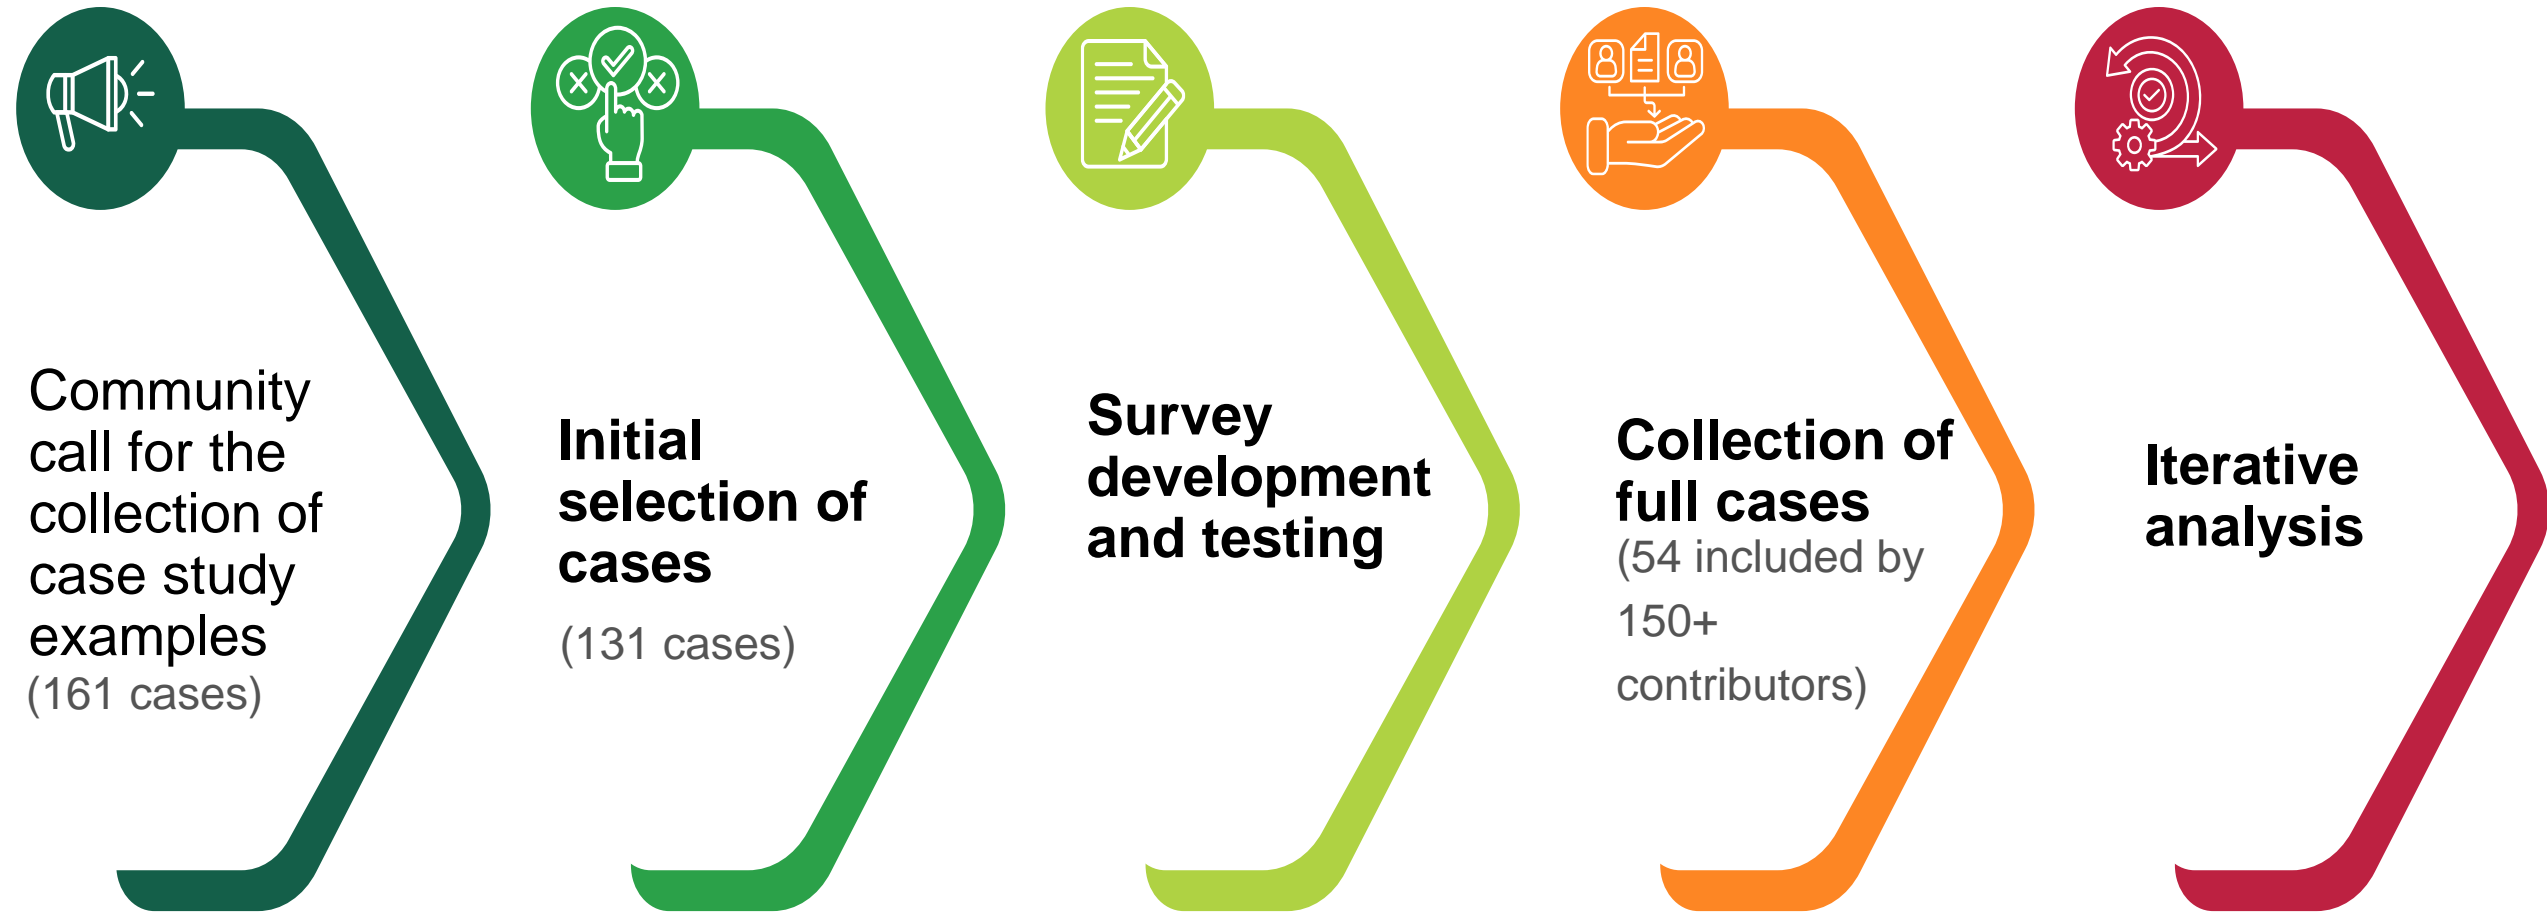 Community
call for the
collection of
case study
examples
(161 cases)
Initial
selection of
cases
(131 cases)
Survey
development
and testing
Collection of
full cases
(54 included by
150+
contributors)
Iterative
analysis